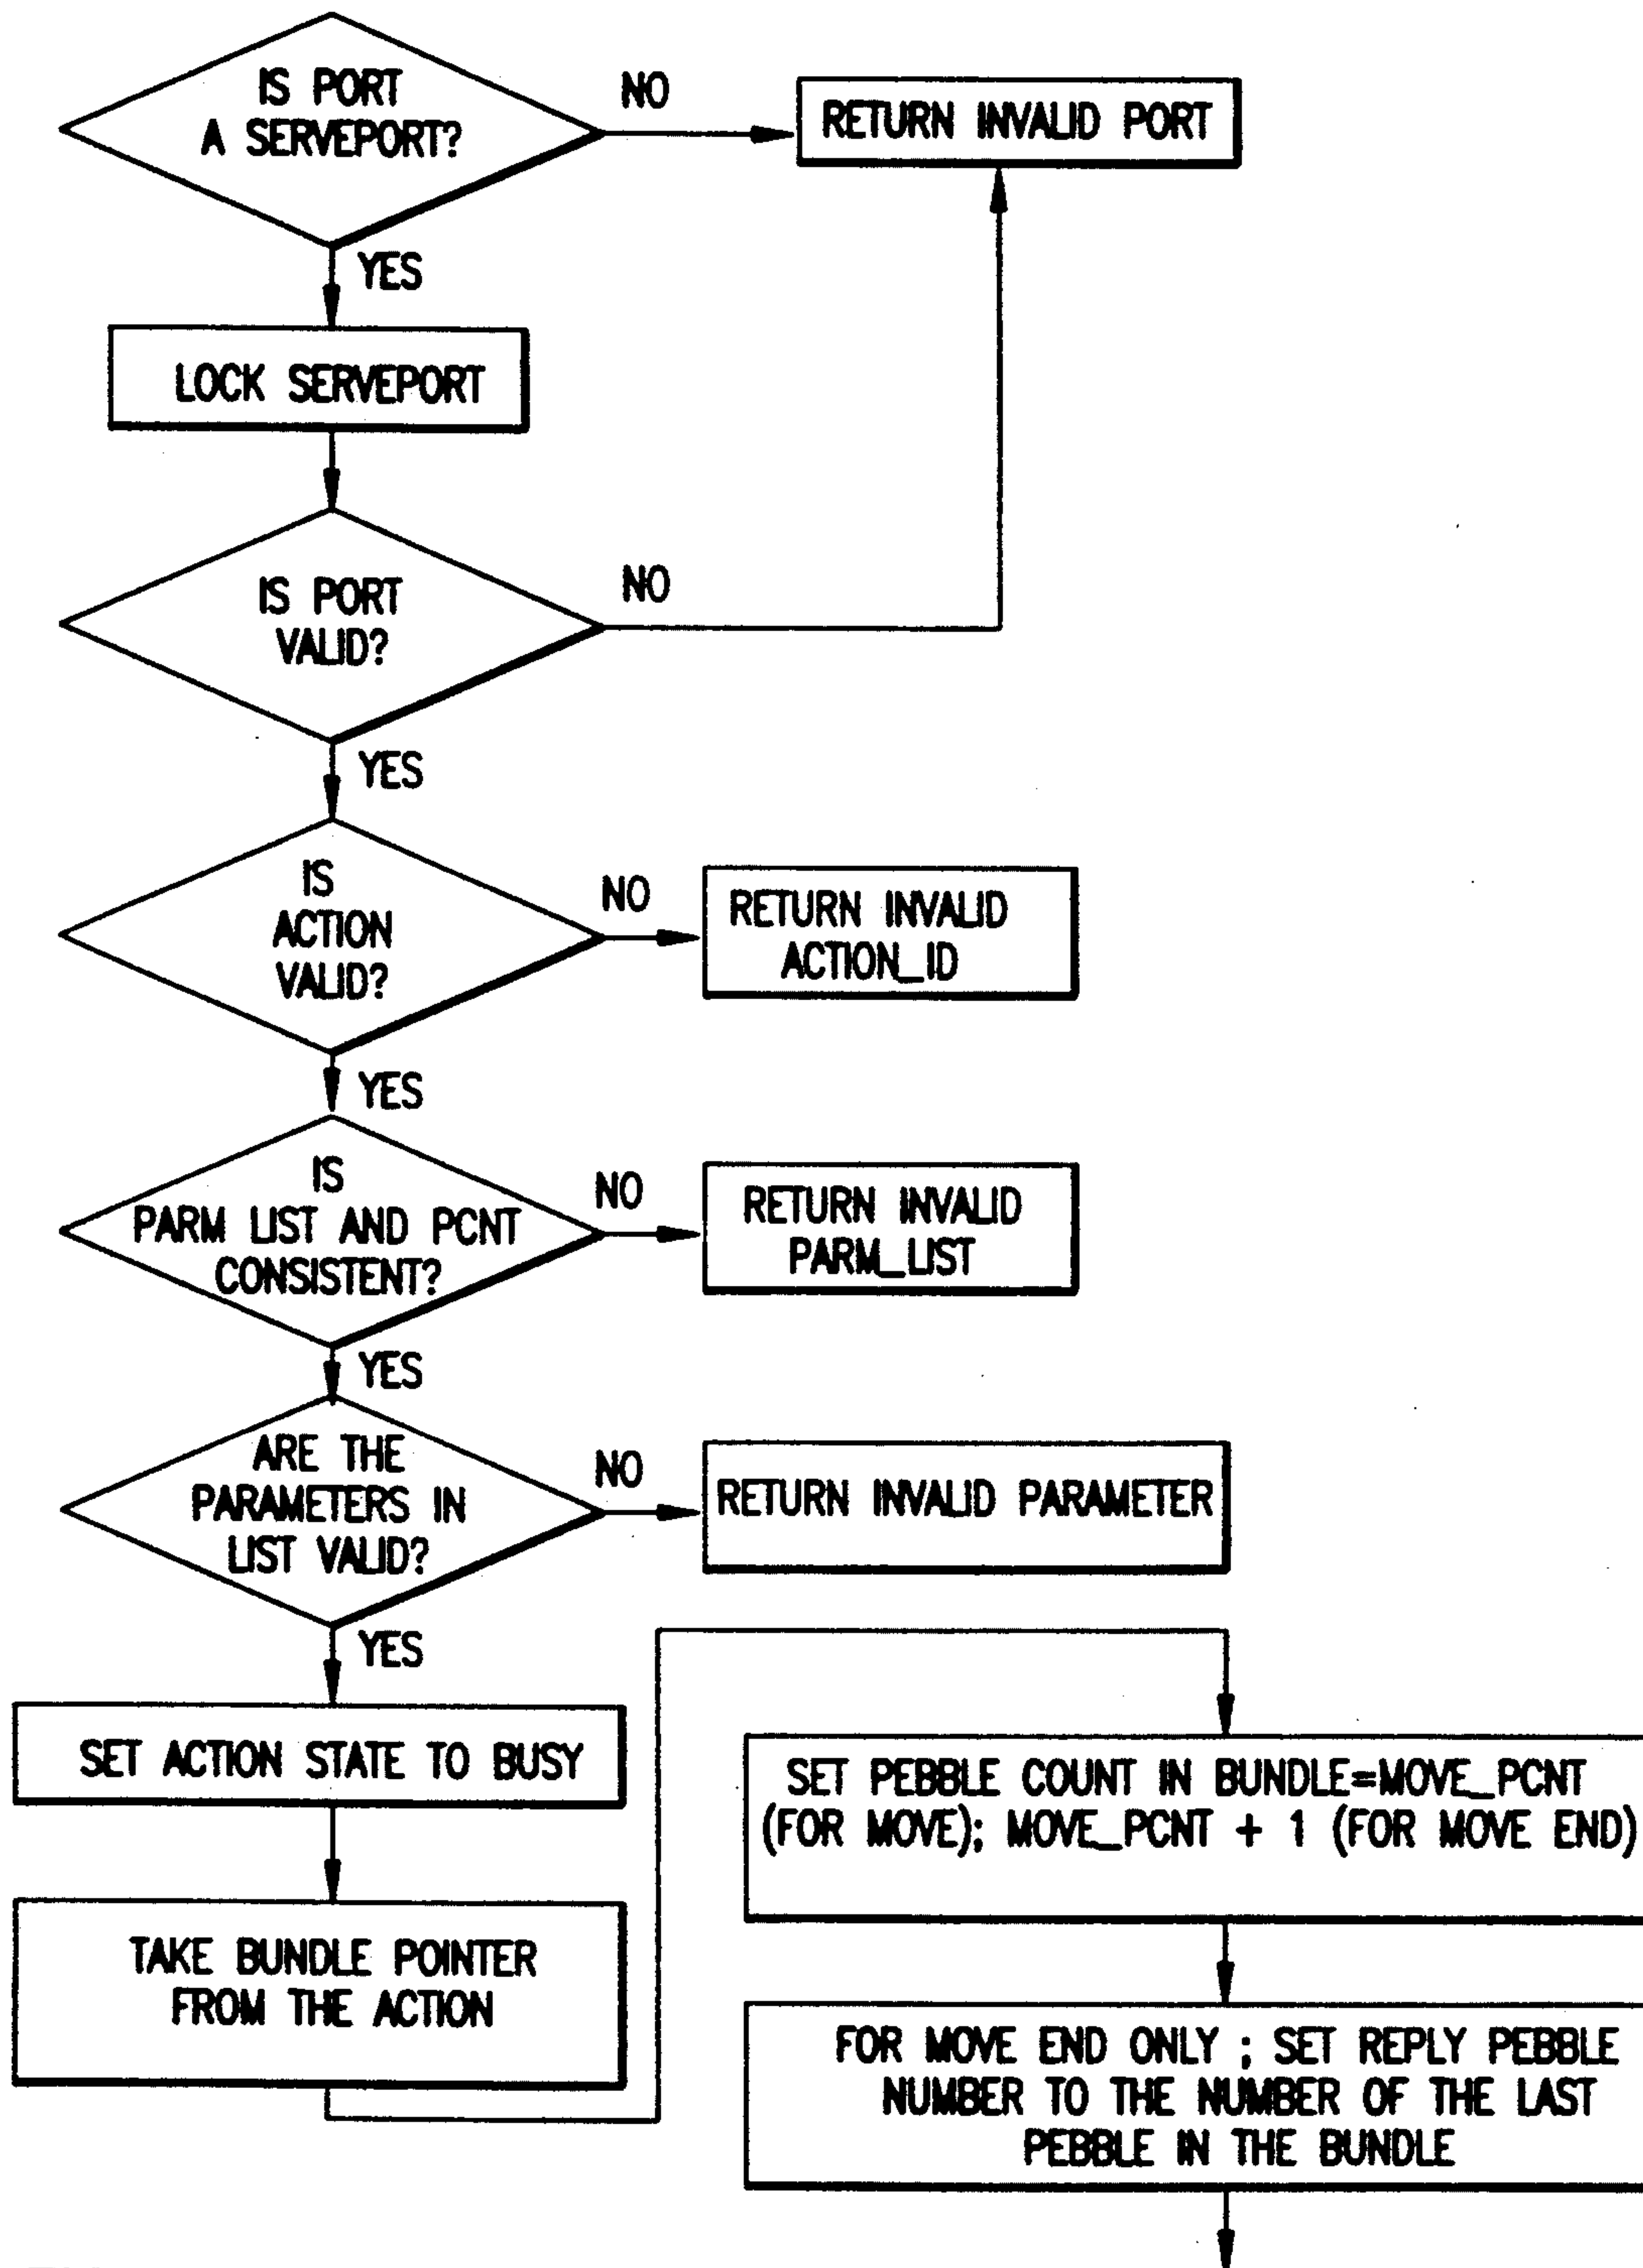 IS PORT
A SERVEPORT?
NO
RETURN INVALID PORT
YES
LOCK SERVEPORT
IS PORT
VALID?
NO
YES
IS
ACTION
VALID?
NO
RETURN INVALID
ACTION_ID
YES
IS
PARM LIST AND PCNT
CONSISTENT?
NO
RETURN INVALID
PARM_LIST
YES
ARE THE
PARAMETERS IN
LIST VALID?
NO
RETURN INVALID PARAMETER
YES
SET ACTION STATE TO BUSY
TAKE BUNDLE POINTER
FROM THE ACTION
SET PEBBLE COUNT IN BUNDLE=MOVE_PCNT
(FOR MOVE); MOVE_PCNT + 1 (FOR MOVE END)
FOR MOVE END ONLY ; SET REPLY PEBBLE
NUMBER TO THE NUMBER OF THE LAST
PEBBLE IN THE BUNDLE